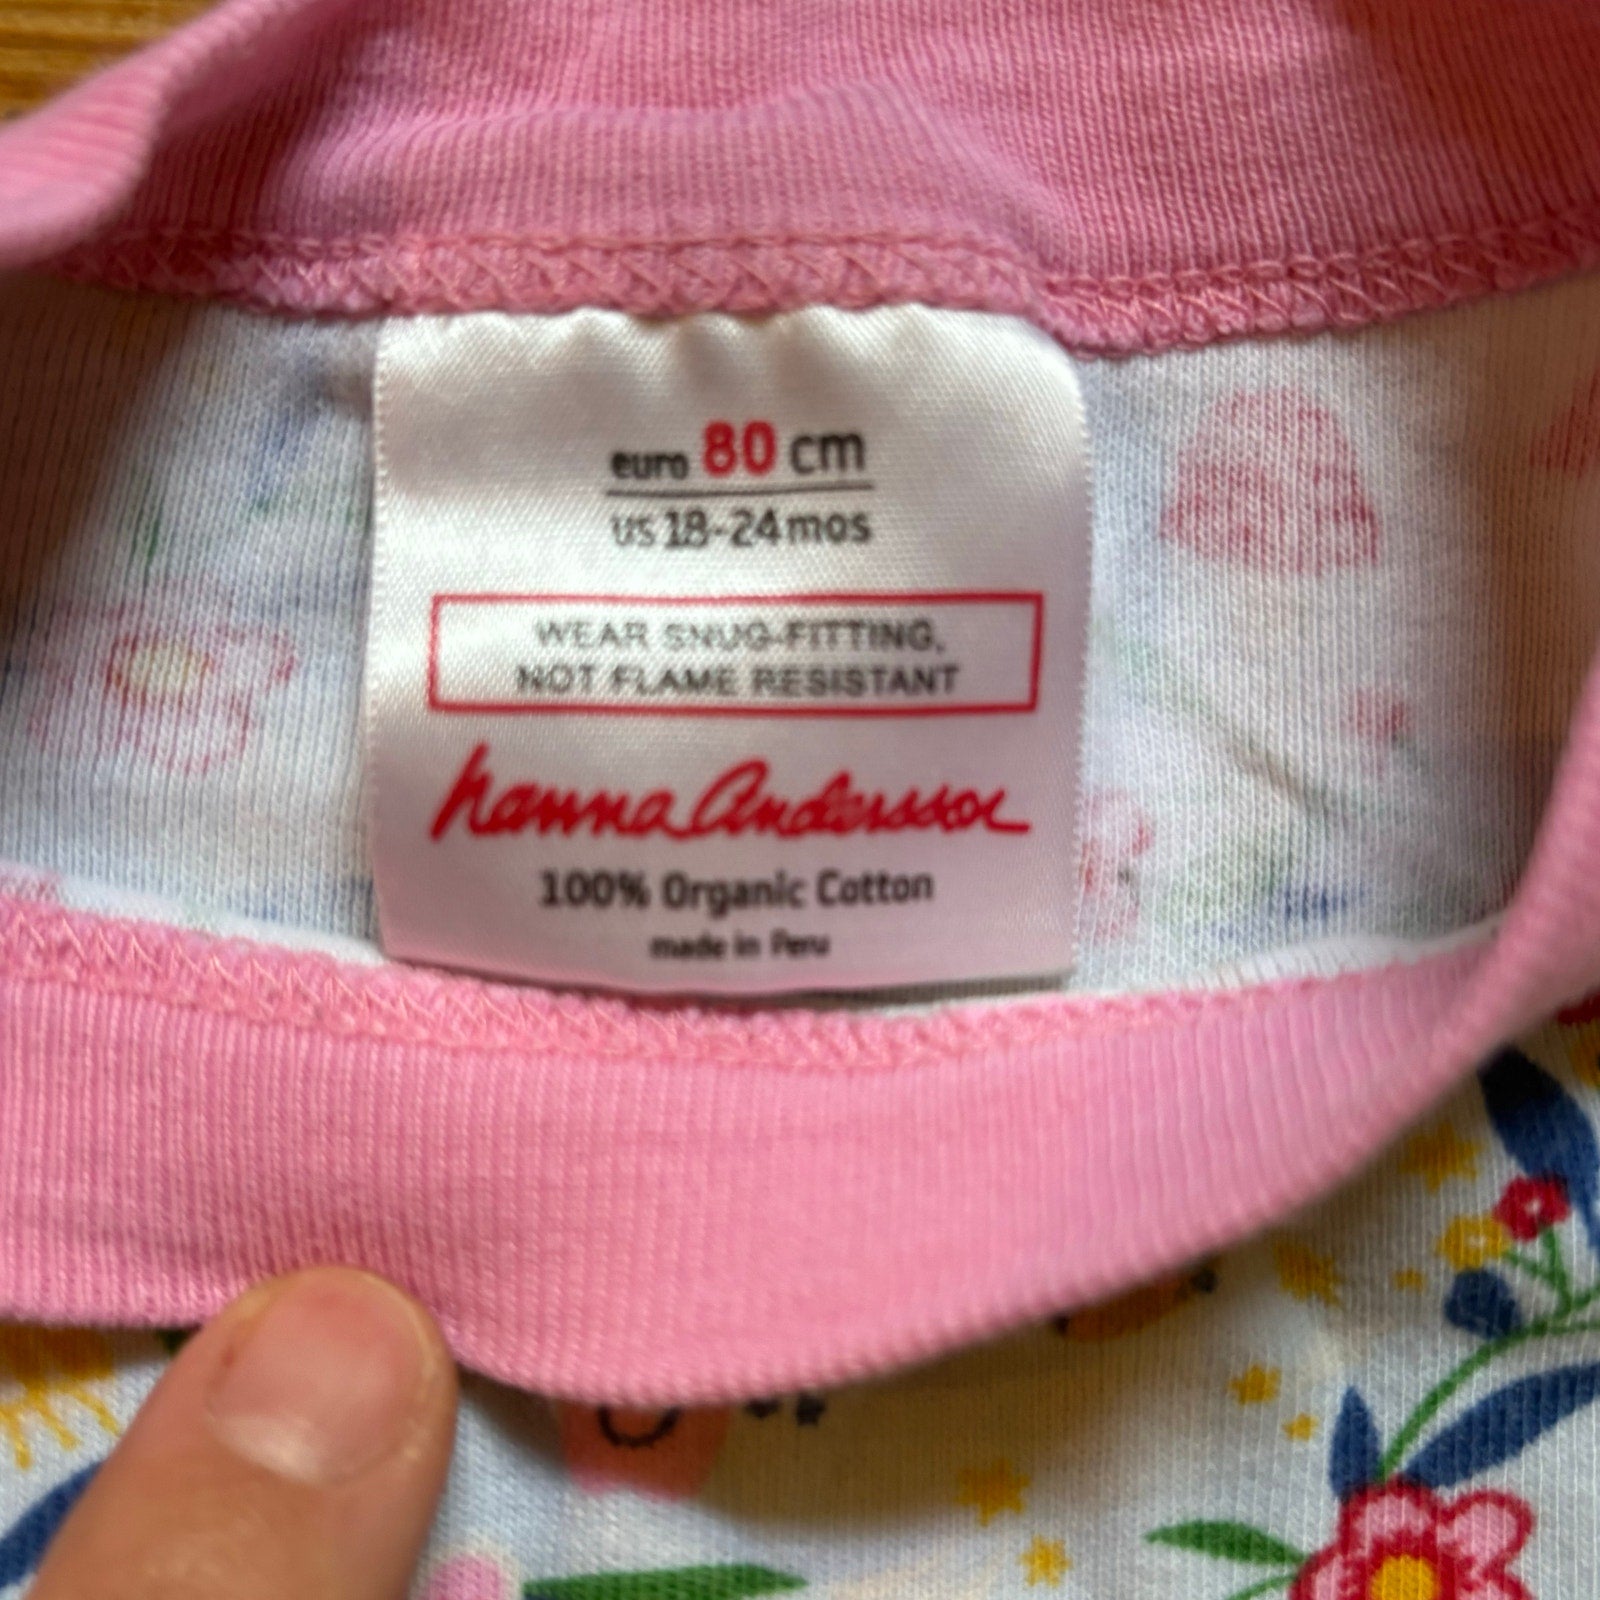 euro 80 cm
US 18-24 mos
WEAR SNUG-FITTING,
NOT FLAME RESISTANT
hanna Andersson
100% Organic Cotton
made in Peru